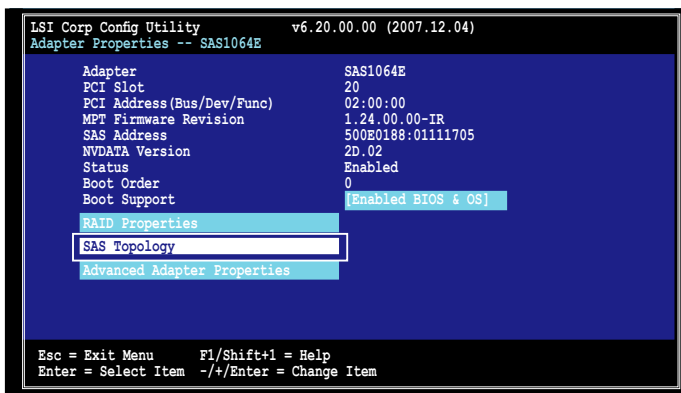 LSI Corp Config Utility v6.20.00.00 (2007.12.04)
Adapter Properties -- SAS1064E
Adapter SAS1064E
PCI Slot 20
PCI Address(Bus/Dev/Func) 02:00:00
MPT Firmware Revision 1.24.00.00-IR
SAS Address 500E0188:01111705
NVDATA Version 2D.02
Status Enabled
Boot Order 0
Boot Support [Enabled BIOS & OS]
RAID Properties
SAS Topology
Advanced Adapter Properties
Esc = Exit Menu F1/Shift+1 = Help
Enter = Select Item -/+/Enter = Change Item